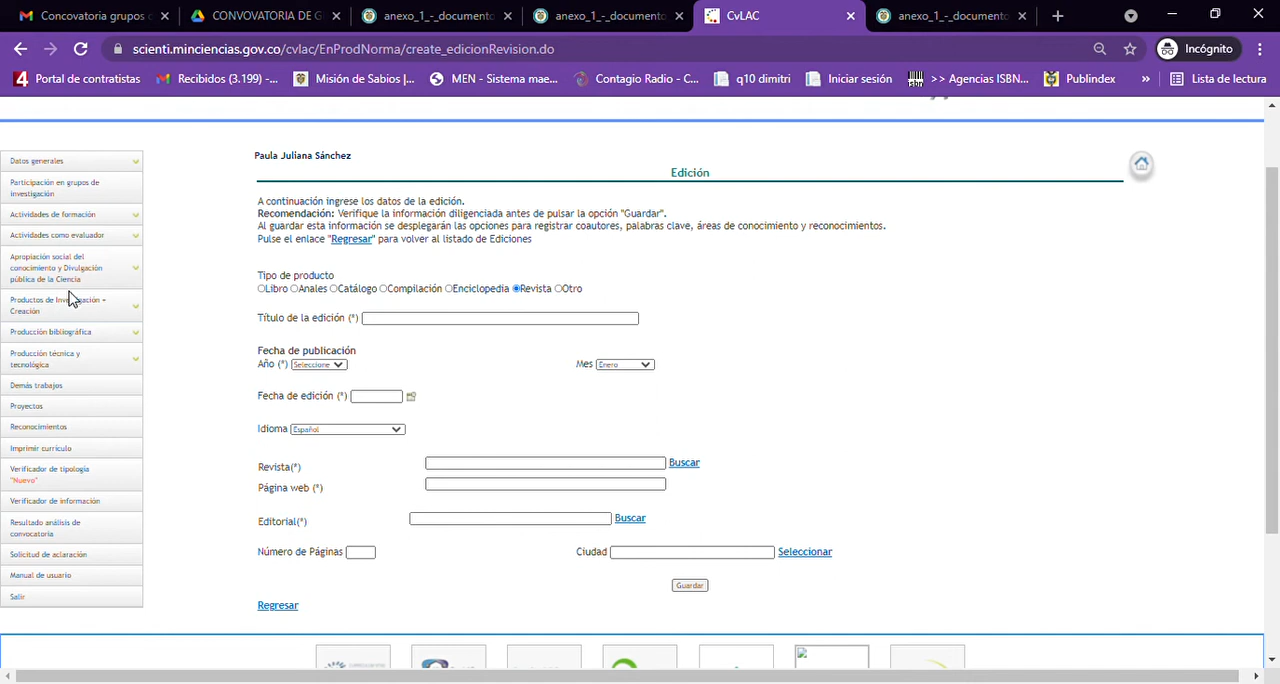 Concovatoria grupos d
CONVOVATORIA DE G
anexo_1_-_documento
anexo_1_-_documento
CvLAC
anexo_1_-_documento
scienti.minciencias.gov.co/cvlac/EnProdNorma/create_edicionRevision.do
Incógnito
Portal de contratistas
Recibidos (3.199) -...
Misión de Sabios |...
MEN - Sistema mae...
Contagio Radio - C...
q10 dimitri
Iniciar sesión
>> Agencias ISBN...
Publindex
»
Lista de lectura
Datos generales
Participación en grupos de
investigación
Actividades de formación
Actividades como evaluador
Apropiación social del
conocimiento y Divulgación
pública de la Ciencia
Productos de Investigación -
Creación
Producción bibliográfica
Producción técnica y
tecnológica
Demás trabajos
Proyectos
Reconocimientos
Imprimir currículo
Verificador de tipología
"Nuevo"
Verificador de información
Resultado análisis de
convocatoria
Solicitud de aclaración
Manual de usuario
Salir
Paula Juliana Sánchez
Edición
A continuación ingrese los datos de la edición.
Recomendación: Verifique la información diligenciada antes de pulsar la opción "Guardar".
Al guardar esta información se desplegarán las opciones para registrar coautores, palabras clave, áreas de conocimiento y reconocimientos.
Pulse el enlace "Regresar" para volver al listado de Ediciones
Tipo de producto
Libro Anales Catálogo Compilación Enciclopedia Revista Otro
Título de la edición (*)
Fecha de publicación
Año (*) Seleccione Mes Enero
Fecha de edición (*)
Idioma Español
Revista(*) Buscar
Página web (*)
Editorial(*) Buscar
Número de Páginas Ciudad Seleccionar
Guardar
Regresar